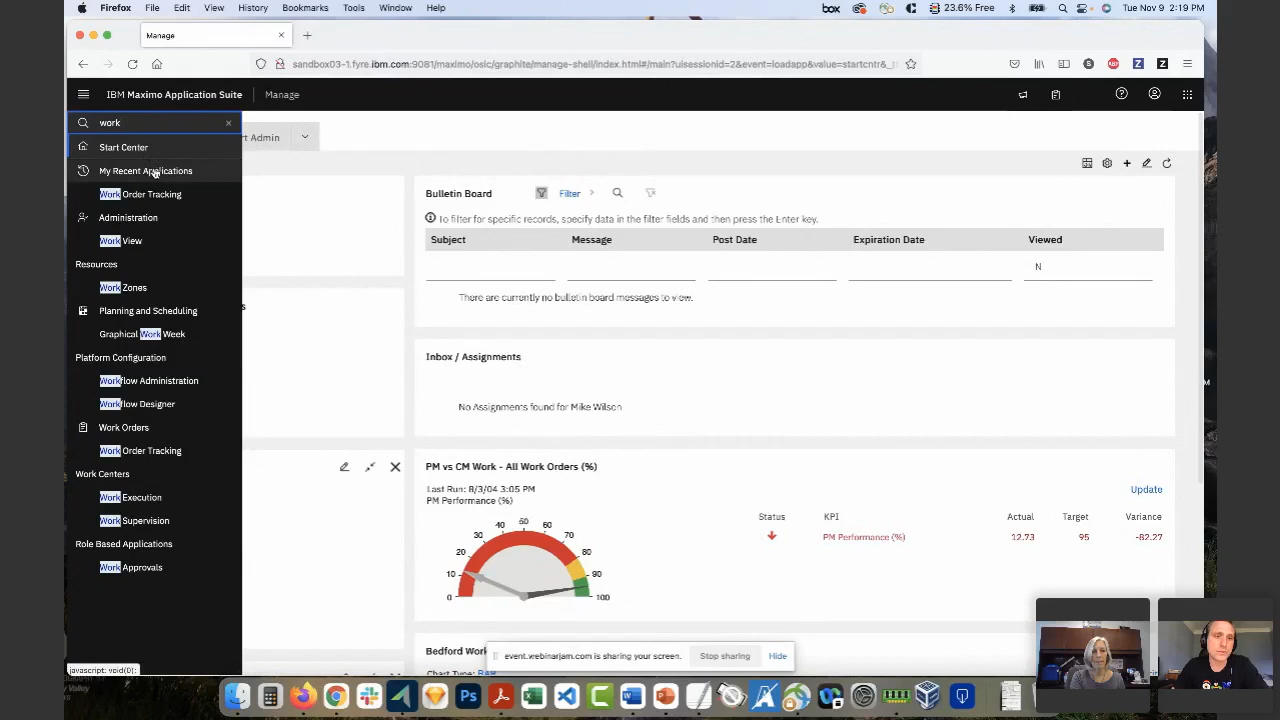 Firefox File Edit View History Bookmarks Tools Window Help
box 23.6% Free Tue Nov 9 2:19 PM
Manage
sandbox03-1.fyre.ibm.com:9081/maximo/oslc/graphite/manage-shell/index.html#/main?uisessionid=2&event=loadapp&value=startcntr&_
IBM Maximo Application Suite Manage
work
Start Center
My Recent Applications
Work Order Tracking
Administration
Work View
Resources
Work Zones
Planning and Scheduling
Graphical Work Week
Platform Configuration
Workflow Administration
Workflow Designer
Work Orders
Work Order Tracking
Work Centers
Work Execution
Work Supervision
Role Based Applications
Work Approvals
javascript: void(0);
y Valley
rt Admin
s
Bulletin Board Filter
To filter for specific records, specify data in the filter fields and then press the Enter key.
Subject Message Post Date Expiration Date Viewed
N
There are currently no bulletin board messages to view.
Inbox / Assignments
No Assignments found for Mike Wilson
PM vs CM Work - All Work Orders (%)
Last Run: 8/3/04 3:05 PM
PM Performance (%)
Update
Status KPI Actual Target Variance
PM Performance (%) 12.73 95 -82.27
0 10 20 30 40 50 60 70 80 90 100
Bedford Work
Chart Type: BAR
event.webinarjam.com is sharing your screen. Stop sharing Hide